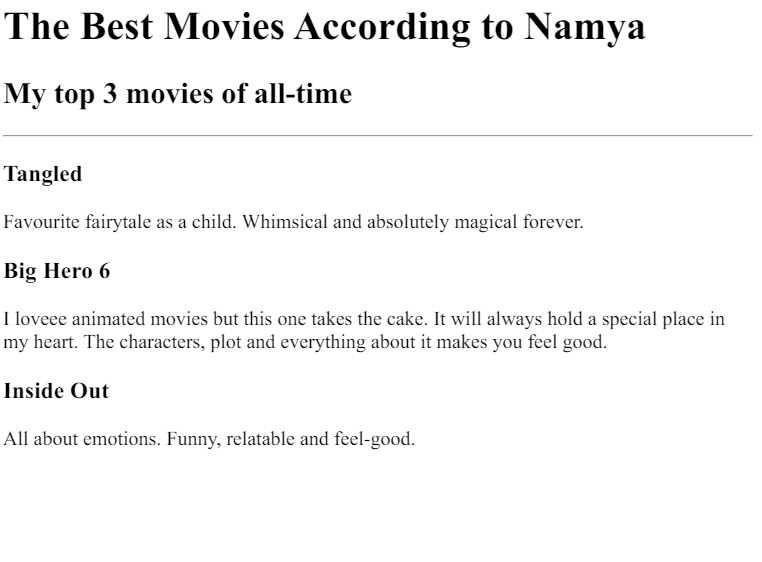 The Best Movies According to Namya
My top 3 movies of all-time
Tangled
Favourite fairytale as a child. Whimsical and absolutely magical forever.
Big Hero 6
I loveee animated movies but this one takes the cake. It will always hold a special place in
my heart. The characters, plot and everything about it makes you feel good.
Inside Out
All about emotions. Funny, relatable and feel-good.